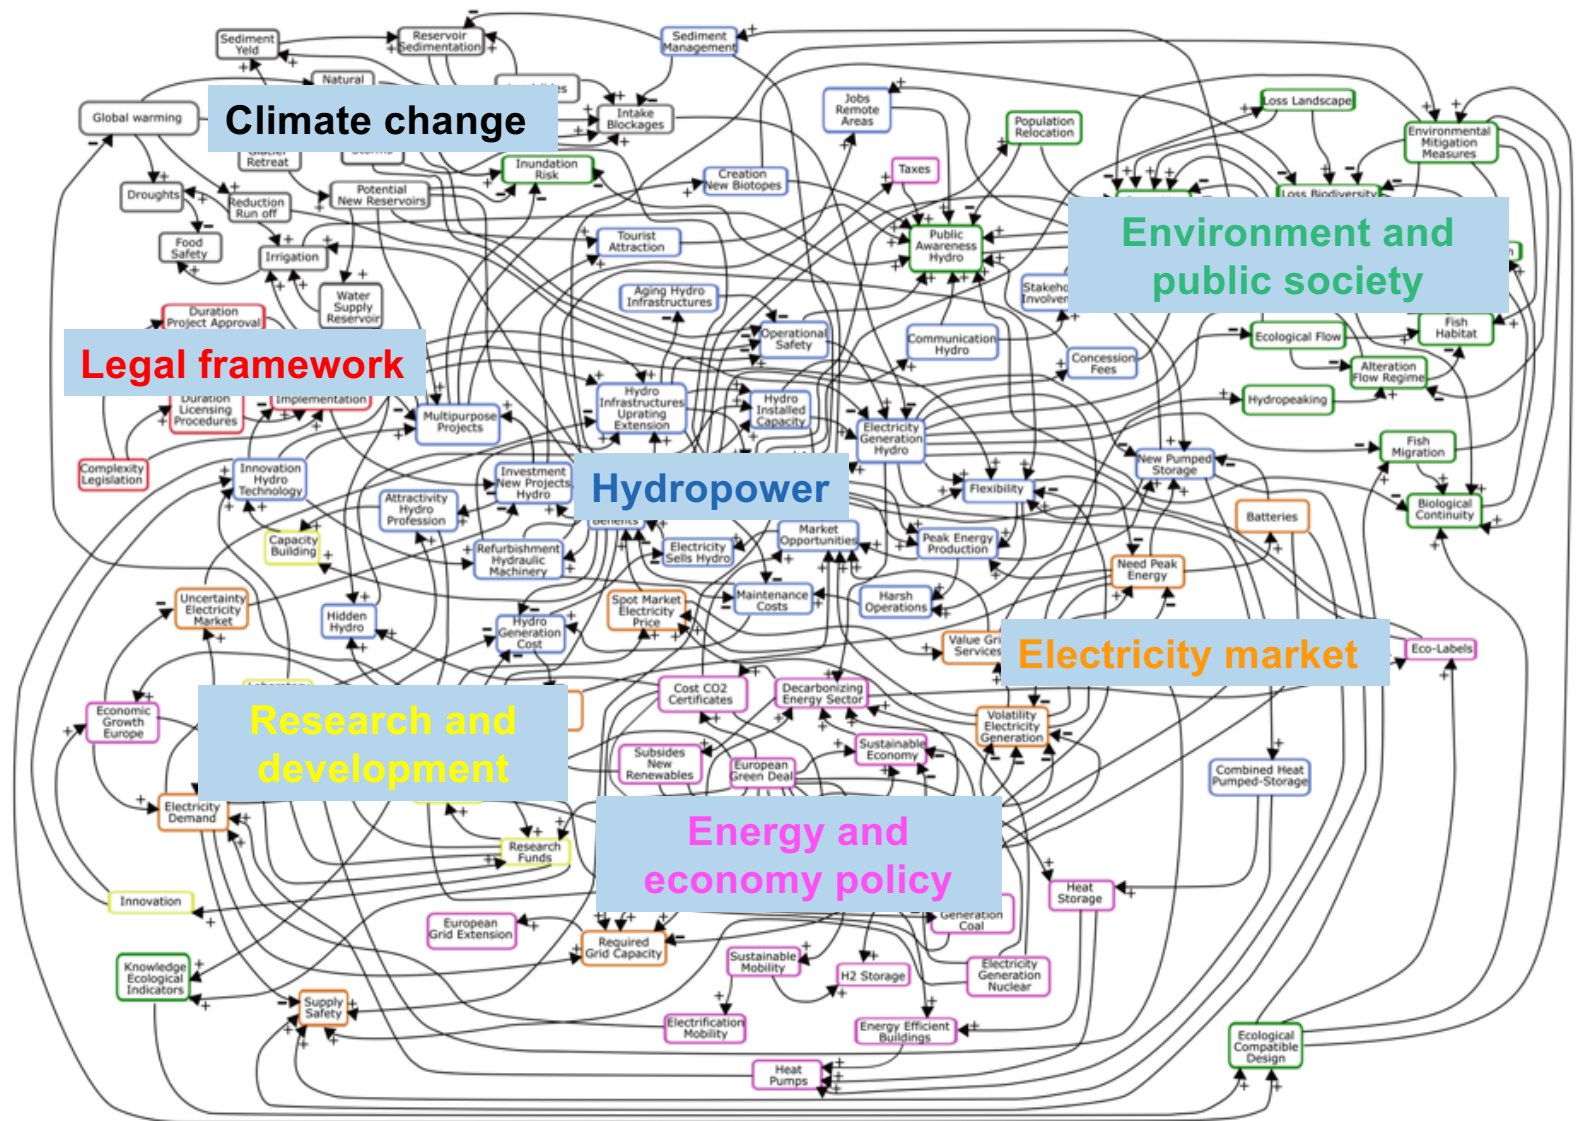 Sediment
Yeld
Reservoir
Sedimentation
Sediment
Management
Natural
Global warming
Climate change
Intake
Blockages
Jobs
Remote
Areas
Population
Relocation
Loss Landscape
Environmental
Mitigation
Measures
Retreat
Inundation
Risk
Taxes
Creation
New Biotopes
Droughts
Reduction
Run off
Potential
New Reservoirs
Loss Biodiversity
Food
Safety
Irrigation
Tourist
Attraction
Public
Awareness
Hydro
Environment and
public society
Water
Supply
Reservoir
Aging Hydro
Infrastructures
Duration
Project Approval
Operational
Safety
Communication
Hydro
Concession
Fees
Ecological Flow
Fish
Habitat
Legal framework
Alteration
Flow Regime
Implementation
Duration
Licensing
Procedures
Multipurpose
Projects
Hydro
Infrastructures
Uprating
Extension
Hydro
Installed
Capacity
Electricity
Generation
Hydro
Hydropeaking
Fish
Migration
Complexity
Legislation
Innovation
Hydro
Technology
Attractivity
Hydro
Profession
Investment
New Projects
Hydro
Hydropower
Flexibility
New Pumped
Storage
Biological
Continuity
Batteries
Benefits
Capacity
Building
Refurbishment
Hydraulic
Machinery
Electricity
Sells Hydro
Market
Opportunities
Peak Energy
Production
Need Peak
Energy
Uncertainty
Electricity
Market
Hidden
Hydro
Hydro
Generation
Cost
Spot Market
Electricity
Price
Maintenance
Costs
Harsh
Operations
Electricity market
Eco-Labels
Economic
Growth
Europe
Research and
development
Cost CO2
Certificates
Decarbonizing
Energy Sector
Volatility
Electricity
Generation
Subsides
New
Renewables
European
Green Deal
Sustainable
Economy
Combined Heat
Pumped-Storage
Electricity
Demand
Energy and
economy policy
Research
Funds
Innovation
Heat
Storage
European
Grid Extension
Required
Grid Capacity
Generation
Coal
Knowledge
Ecological
Indicators
Sustainable
Mobility
H2 Storage
Electricity
Generation
Nuclear
Supply
Safety
Electrification
Mobility
Energy Efficient
Buildings
Ecological
Compatible
Design
Heat
Pumps